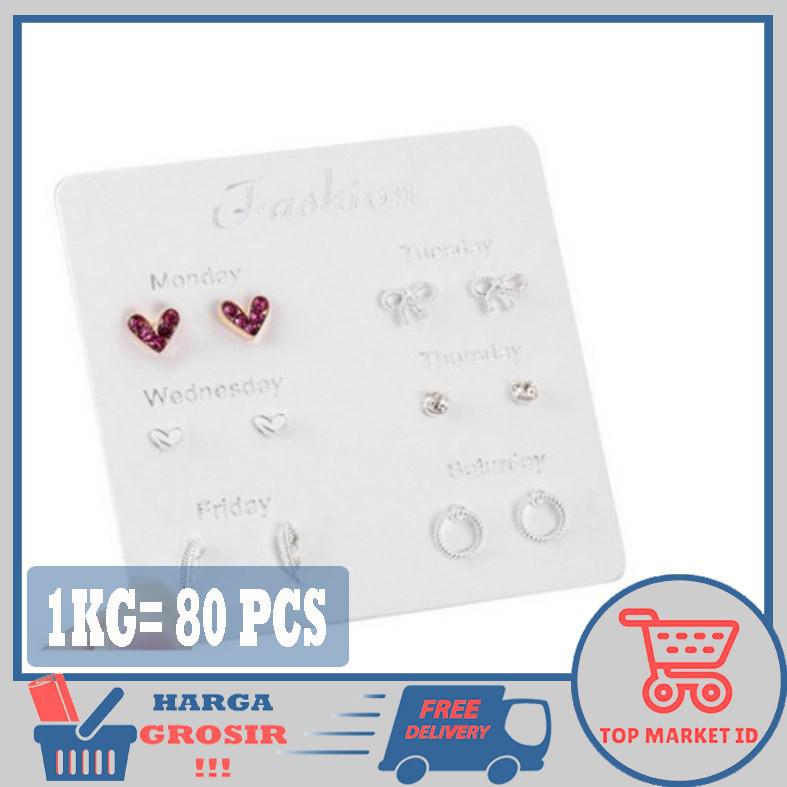 Fashion
Monday
Tuesday
Wednesday
Thursday
Friday
Saturday
1KG= 80 PCS
HARGA
GROSIR
!!!
FREE
DELIVERY
TOP MARKET ID